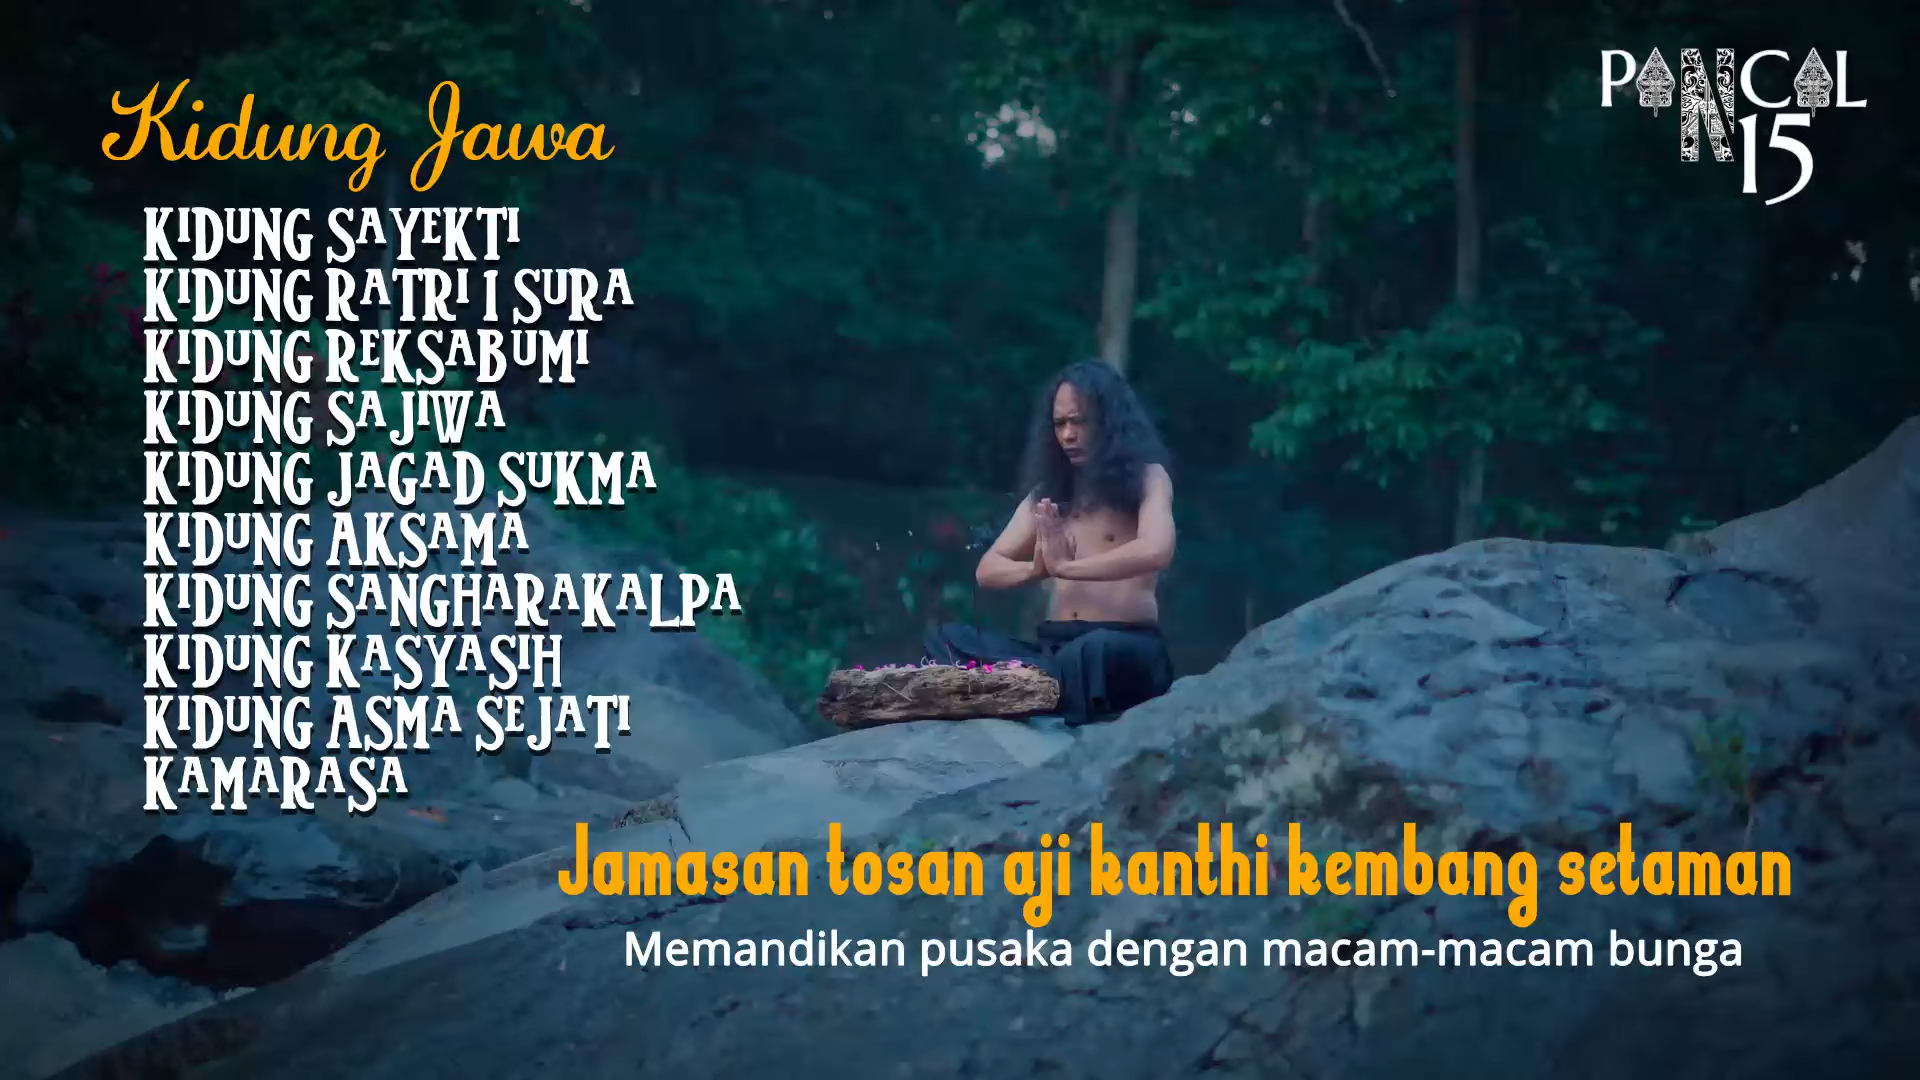 Kidung Jawa
PANCAL
15
KIDUNG SAYEKTI
KIDUNG RATRI 1 SURA
KIDUNG REKSABUMI
KIDUNG SAJIWA
KIDUNG JAGAD SUKMA
KIDUNG AKSAMA
KIDUNG SANGHARAKALPA
KIDUNG KASYASIH
KIDUNG ASMA SEJATI
KAMARASA
Jamasan tosan aji kanthi kembang setaman
Memandikan pusaka dengan macam-macam bunga